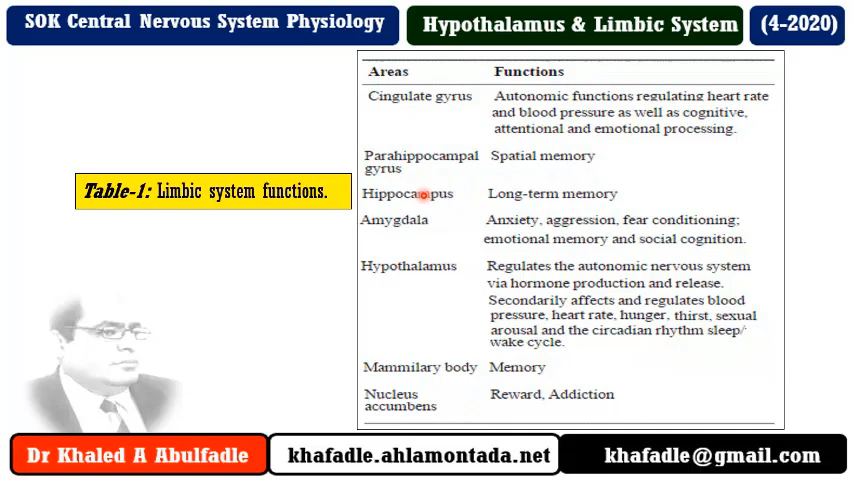 SOK Central Nervous System Physiology
Hypothalamus & Limbic System
(4-2020)
Table-1: Limbic system functions.
Areas Functions
Cingulate gyrus Autonomic functions regulating heart rate
and blood pressure as well as cognitive,
attentional and emotional processing.
Parahippocampal Spatial memory
gyrus
Hippocampus Long-term memory
Amygdala Anxiety, aggression, fear conditioning;
emotional memory and social cognition.
Hypothalamus Regulates the autonomic nervous system
via hormone production and release.
Secondarily affects and regulates blood
pressure, heart rate, hunger, thirst, sexual
arousal and the circadian rhythm sleep/
wake cycle.
Mammilary body Memory
Nucleus Reward, Addiction
accumbens
Dr Khaled A Abulfadle
khafadle.ahlamontada.net
khafadle@gmail.com